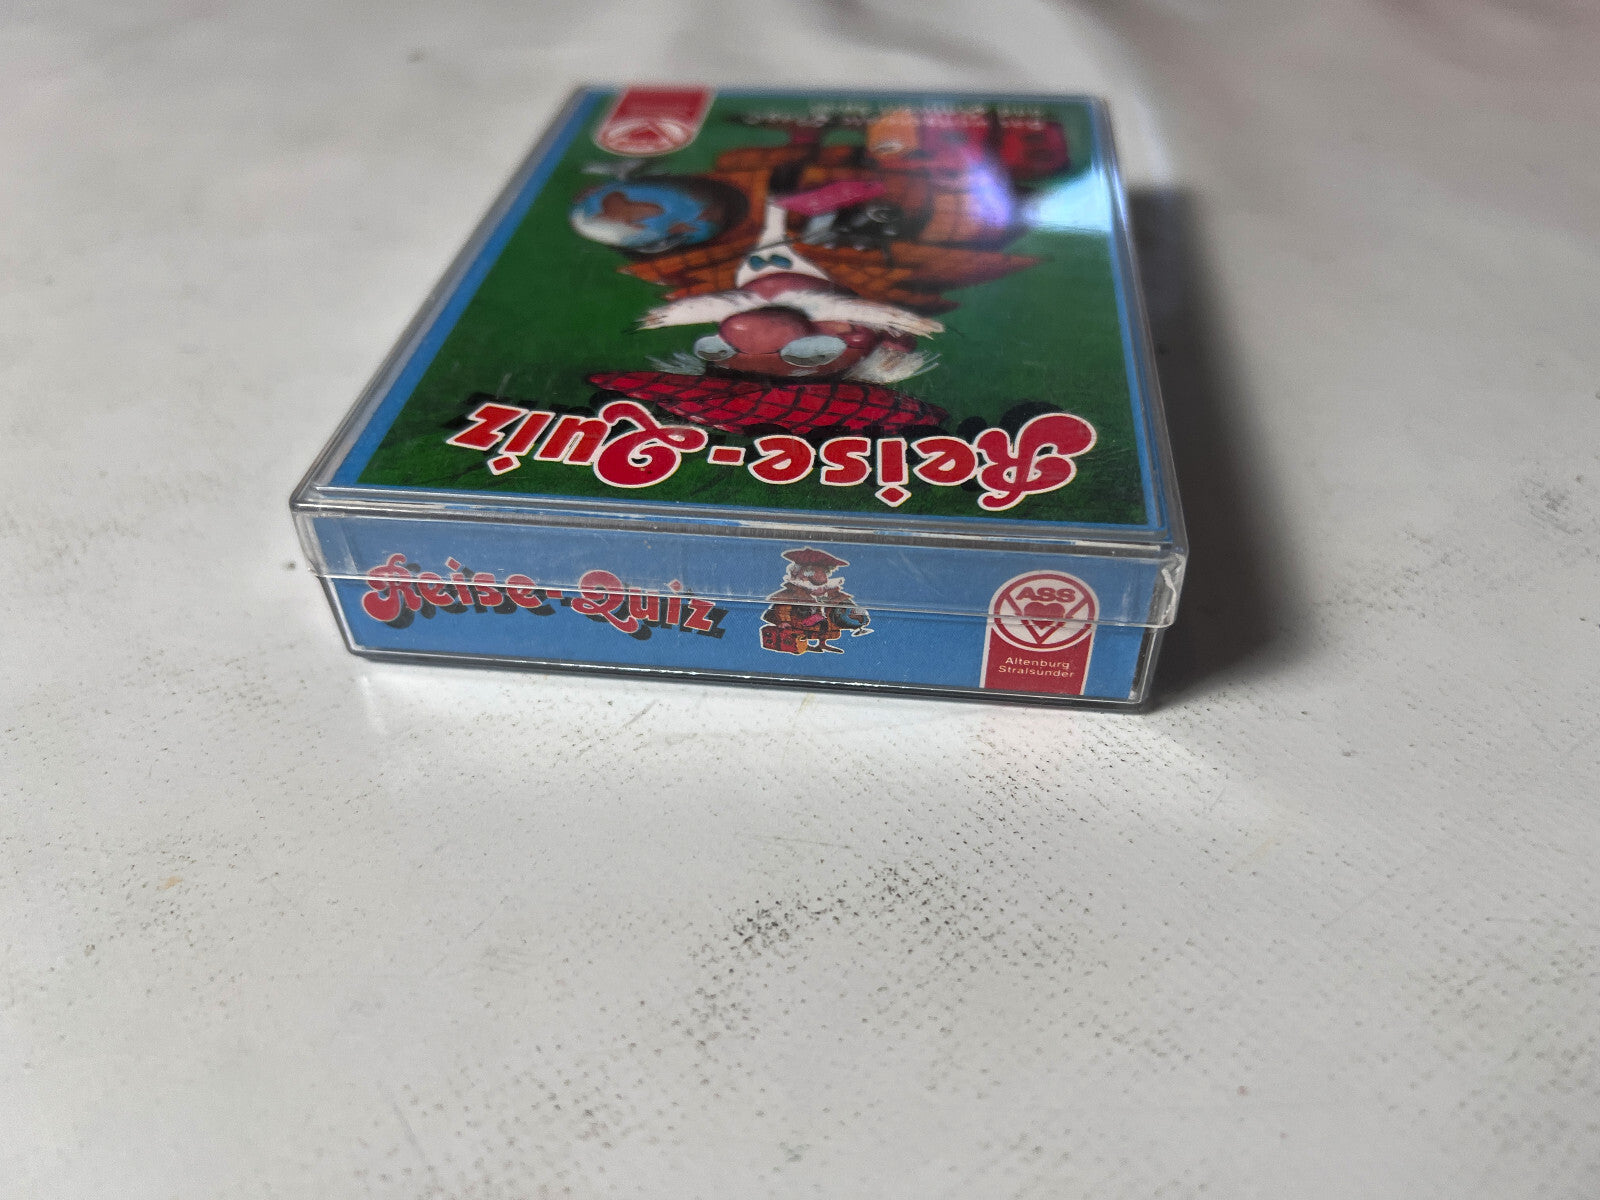 Reise-Quiz
Reise-Quiz
ASS
Altenburg
Stralsunder